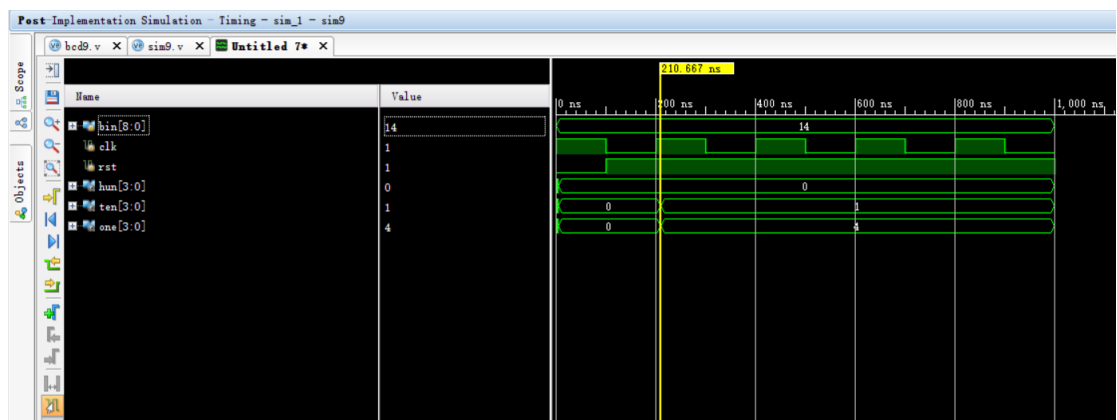 Post-Implementation Simulation - Timing - sim_1 - sim9
bcd9.v
sim9.v
Untitled 7*
Scope
Objects
210.667 ns
Name
Value
0 ns
200 ns
400 ns
600 ns
800 ns
1,000 ns
bin[8:0]
14
14
clk
1
rst
1
hun[3:0]
0
0
ten[3:0]
1
0
1
one[3:0]
4
0
4